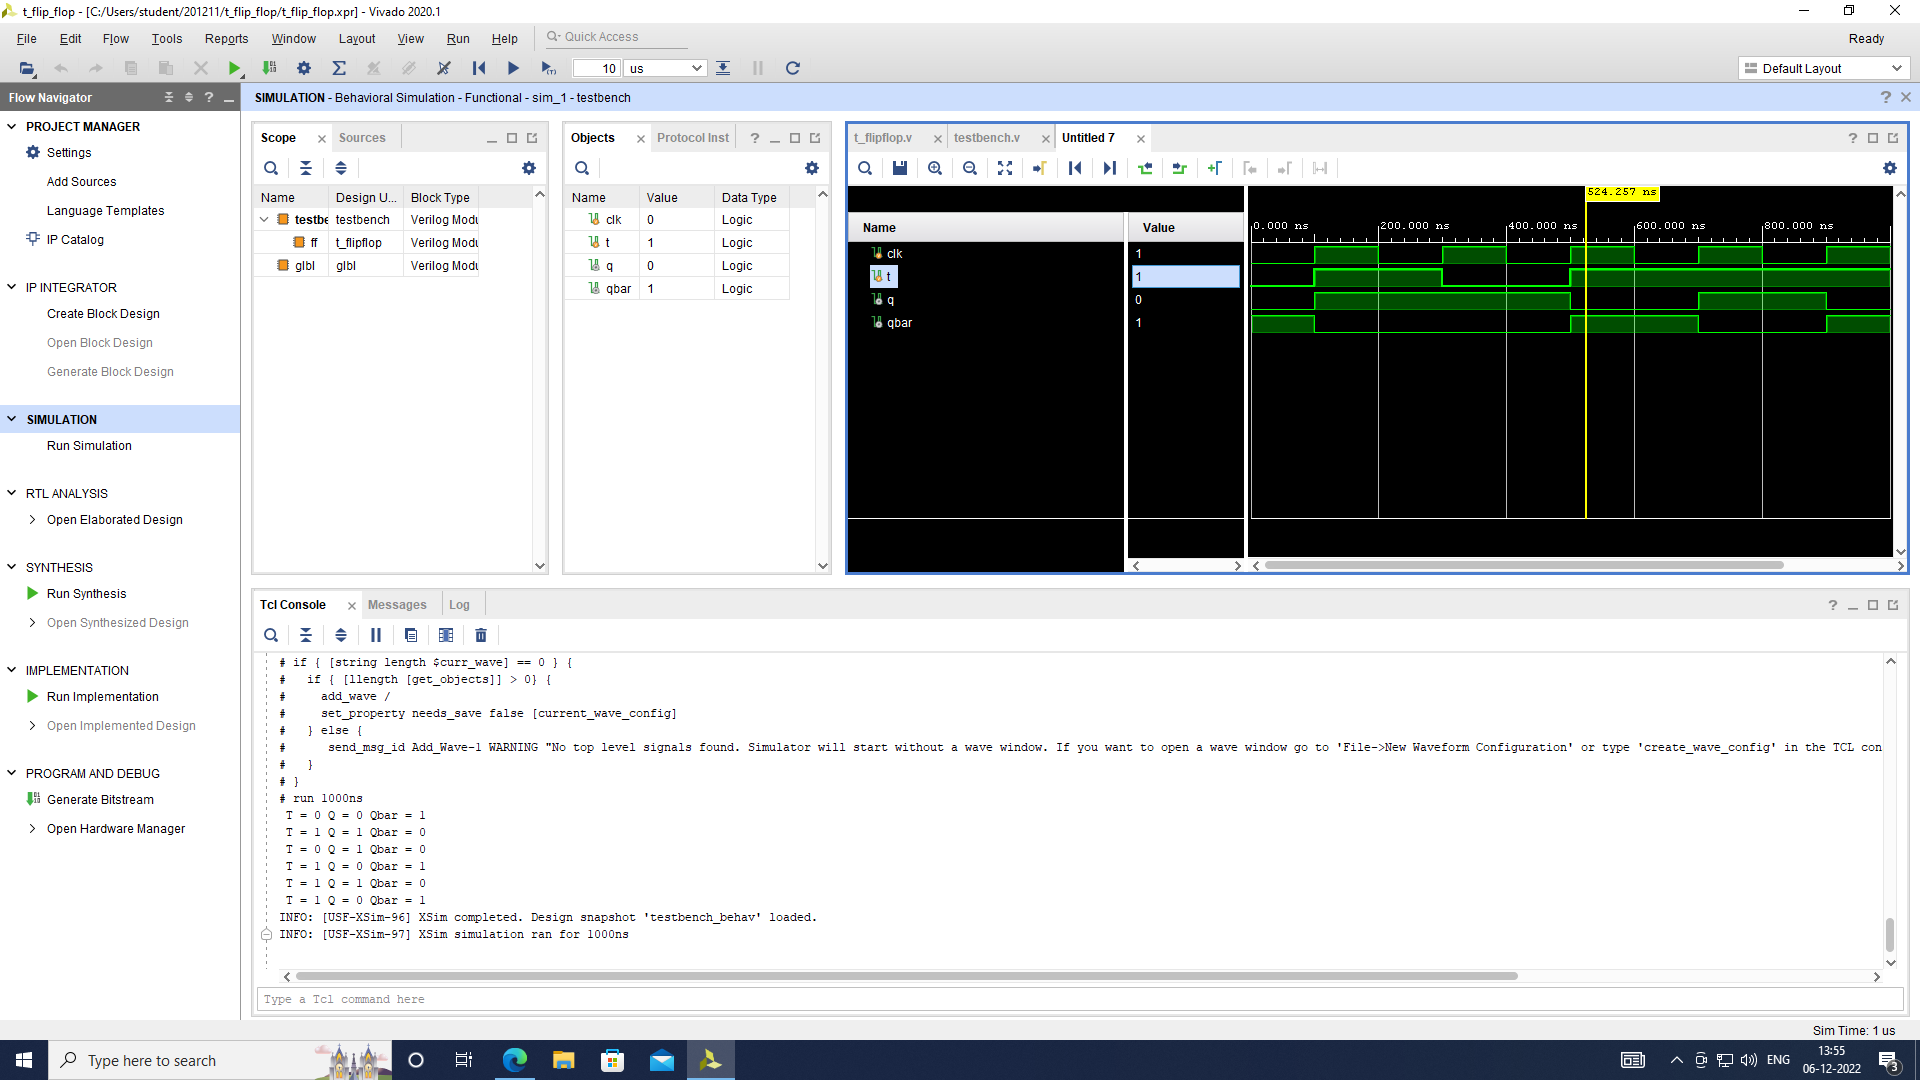 t_flip_flop - [C:/Users/student/201211/t_flip_flop/t_flip_flop.xpr] - Vivado 2020.1
File Edit Flow Tools Reports Window Layout View Run Help Quick Access
Ready
10 us
Default Layout
Flow Navigator
PROJECT MANAGER
Settings
Add Sources
Language Templates
IP Catalog
IP INTEGRATOR
Create Block Design
Open Block Design
Generate Block Design
SIMULATION
Run Simulation
RTL ANALYSIS
Open Elaborated Design
SYNTHESIS
Run Synthesis
Open Synthesized Design
IMPLEMENTATION
Run Implementation
Open Implemented Design
PROGRAM AND DEBUG
Generate Bitstream
Open Hardware Manager
SIMULATION - Behavioral Simulation - Functional - sim_1 - testbench
Scope Sources
Name Design U... Block Type
testbe testbench Verilog Modu
ff t_flipflop Verilog Modu
glbl glbl Verilog Modu
Objects Protocol Inst
Name Value Data Type
clk 0 Logic
t 1 Logic
q 0 Logic
qbar 1 Logic
t_flipflop.v testbench.v Untitled 7
524.257 ns
Name Value
0.000 ns 200.000 ns 400.000 ns 600.000 ns 800.000 ns
clk 1
t 1
q 0
qbar 1
Tcl Console Messages Log
# if { [string length $curr_wave] == 0 } {
#   if { [llength [get_objects]] > 0} {
#     add_wave /
#     set_property needs_save false [current_wave_config]
#   } else {
#      send_msg_id Add_Wave-1 WARNING "No top level signals found. Simulator will start without a wave window. If you want to open a wave window go to 'File->New Waveform Configuration' or type 'create_wave_config' in the TCL con
#   }
# }
# run 1000ns
T = 0 Q = 0 Qbar = 1
T = 1 Q = 1 Qbar = 0
T = 0 Q = 1 Qbar = 0
T = 1 Q = 0 Qbar = 1
T = 1 Q = 1 Qbar = 0
T = 1 Q = 0 Qbar = 1
INFO: [USF-XSim-96] XSim completed. Design snapshot 'testbench_behav' loaded.
INFO: [USF-XSim-97] XSim simulation ran for 1000ns
Type a Tcl command here
Sim Time: 1 us
Type here to search
ENG
13:55
06-12-2022
3